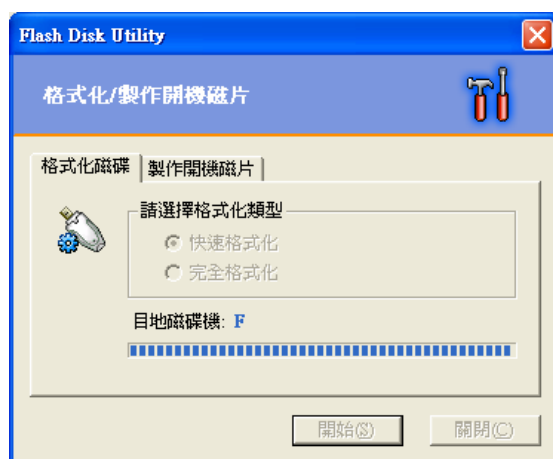 Flash Disk Utility
格式化/製作開機磁片
格式化磁碟 製作開機磁片
請選擇格式化類型
快速格式化
完全格式化
目地磁碟機: F
開始(S) 關閉(C)